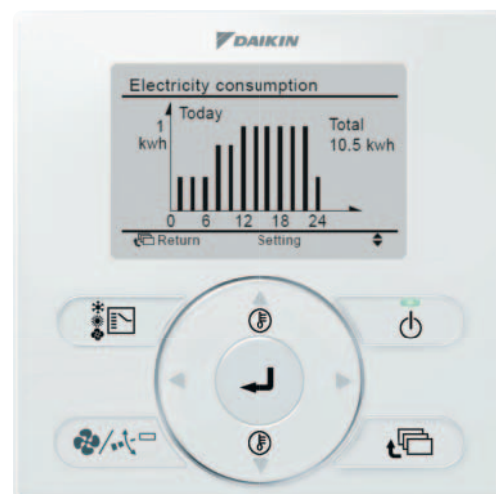 DAIKIN
Electricity consumption
1
kwh
Today
Total
10.5 kwh
0 6 12 18 24
Return Setting